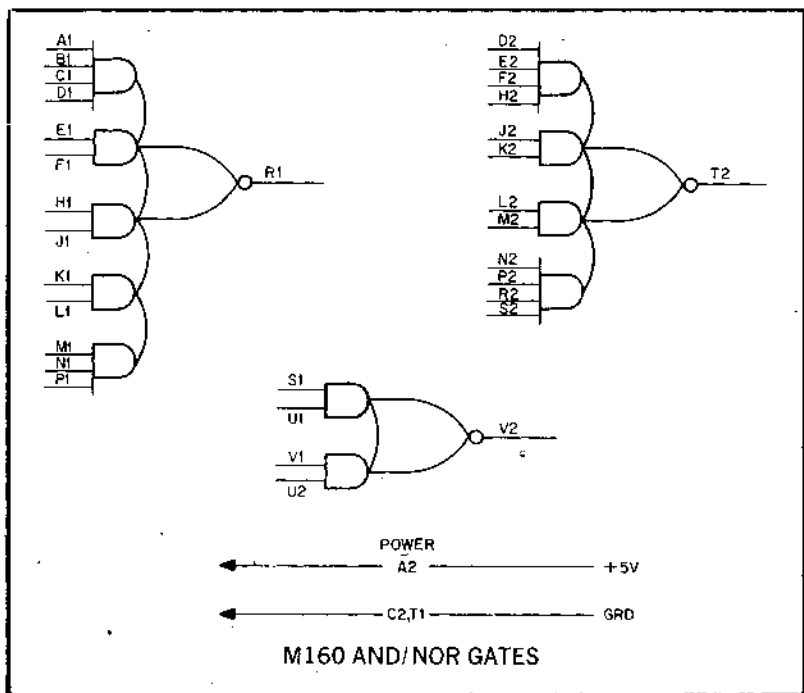 A1
B1
C1
D1
E1
F1
H1
J1
K1
L1
M1
N1
P1
R1
D2
E2
F2
H2
J2
K2
L2
M2
N2
P2
R2
S2
T2
S1
U1
V1
U2
V2
POWER
A2 +5V
C2,T1 GRD
M160 AND/NOR GATES